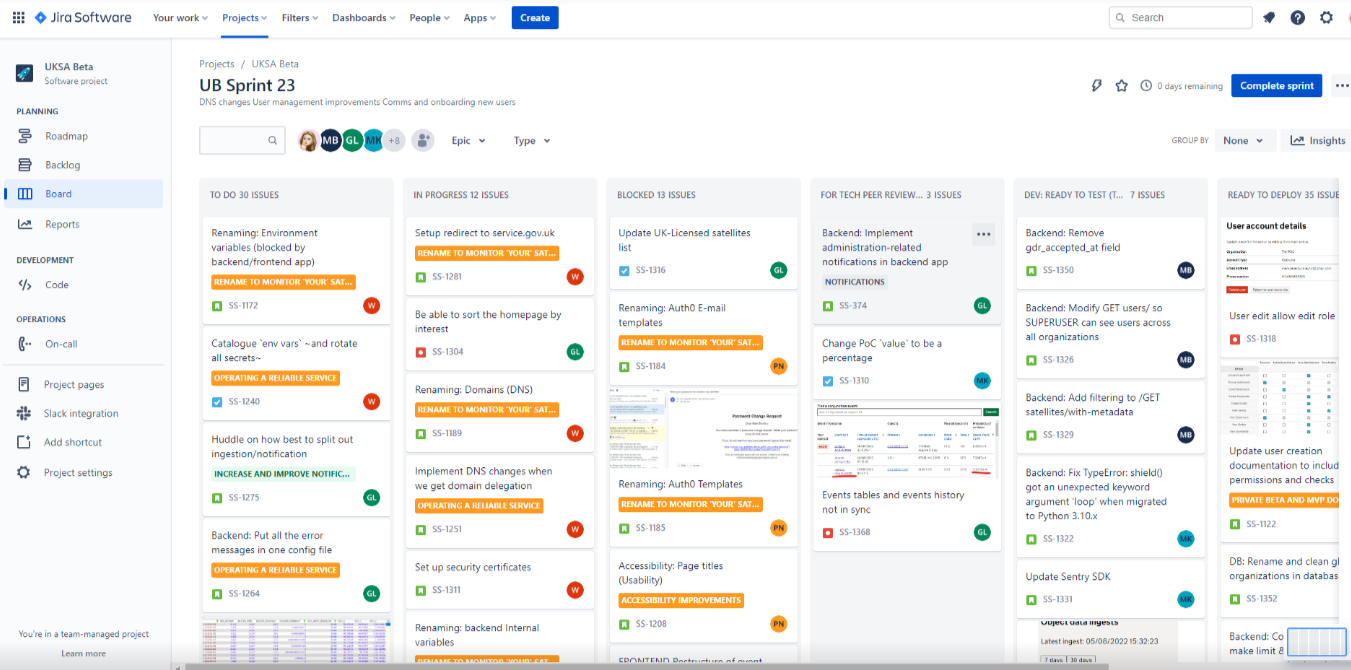 Jira Software
Your work
Projects
Filters
Dashboards
People
Apps
Create
Search
UKSA Beta
Software project
PLANNING
Roadmap
Backlog
Board
Reports
DEVELOPMENT
Code
OPERATIONS
On-call
Project pages
Slack integration
Add shortcut
Project settings
You're in a team-managed project
Learn more
Projects / UKSA Beta
UB Sprint 23
DNS changes User management improvements Comms and onboarding new users
0 days remaining
Complete sprint
MB
GL
MK
+8
Epic
Type
GROUP BY
None
Insights
TO DO 30 ISSUES
Renaming: Environment
variables (blocked by
backend/frontend app)
RENAME TO MONITOR 'YOUR' SAT...
SS-1172
W
Catalogue `env vars` ~and rotate
all secrets~
OPERATING A RELIABLE SERVICE
SS-1240
W
Huddle on how best to split out
ingestion/notification
INCREASE AND IMPROVE NOTIFIC...
SS-1275
GL
Backend: Put all the error
messages in one config file
OPERATING A RELIABLE SERVICE
SS-1264
GL
IN PROGRESS 12 ISSUES
Setup redirect to service.gov.uk
RENAME TO MONITOR 'YOUR' SAT...
SS-1281
W
Be able to sort the homepage by
interest
SS-1304
GL
Renaming: Domains (DNS)
RENAME TO MONITOR 'YOUR' SAT...
SS-1189
W
Implement DNS changes when
we get domain delegation
OPERATING A RELIABLE SERVICE
SS-1251
W
Set up security certificates
SS-1311
W
Renaming: backend Internal
variables
RENAME TO MONITOR 'YOUR' SAT...
BLOCKED 13 ISSUES
Update UK-Licensed satellites
list
SS-1316
GL
Renaming: Auth0 E-mail
templates
RENAME TO MONITOR 'YOUR' SAT...
SS-1184
PN
Password Change Request
Renaming: Auth0 Templates
RENAME TO MONITOR 'YOUR' SAT...
SS-1185
PN
Accessibility: Page titles
(Usability)
ACCESSIBILITY IMPROVEMENTS
SS-1208
PN
FRONTEND Restructure of event
FOR TECH PEER REVIEW... 3 ISSUES
Backend: Implement
administration-related
notifications in backend app
NOTIFICATIONS
SS-374
GL
Change PoC `value` to be a
percentage
SS-1310
MK
Events tables and events history
not in sync
SS-1368
GL
DEV: READY TO TEST (T... 7 ISSUES
Backend: Remove
gdr_accepted_at field
SS-1350
MB
Backend: Modify GET users/ so
SUPERUSER can see users across
all organizations
SS-1326
MB
Backend: Add filtering to /GET
satellites/with-metadata
SS-1329
MB
Backend: Fix TypeError: shield()
got an unexpected keyword
argument 'loop' when migrated
to Python 3.10.x
SS-1322
MK
Update Sentry SDK
SS-1331
MK
Object data ingests
Latest ingest: 05/08/2022 15:32:23
7 days | 30 days
READY TO DEPLOY 35 ISSUE
User account details
User edit allow edit role
SS-1318
Update user creation
documentation to includ
permissions and checks
PRIVATE BETA AND MVP DO
SS-1122
DB: Rename and clean gl
organizations in databas
SS-1352
Backend: Co
make limit &